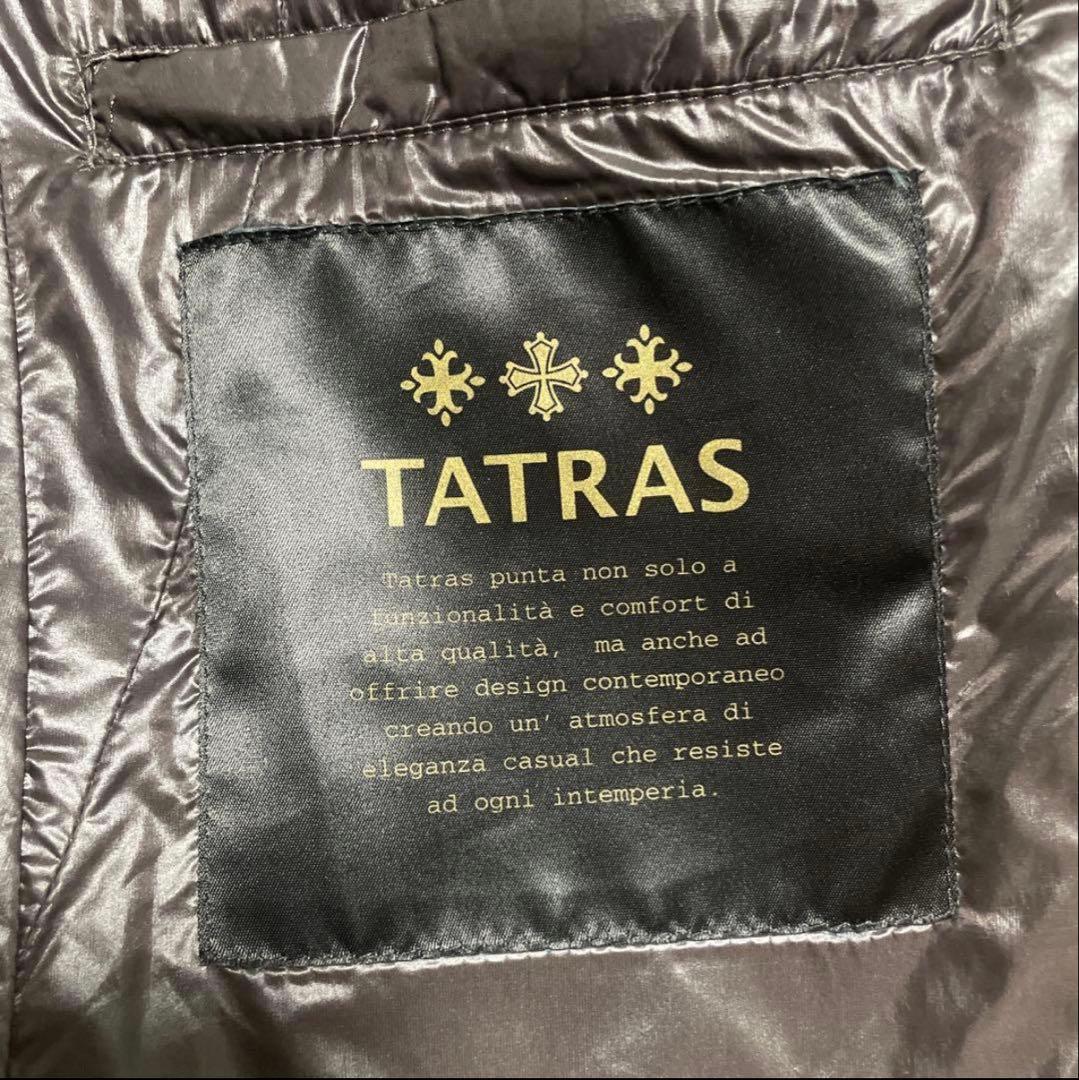 TATRAS
Tatras punta non solo a
funzionalità e comfort di
alta qualità, ma anche ad
offrire design contemporaneo
creando un' atmosfera di
eleganza casual che resiste
ad ogni intemperia.